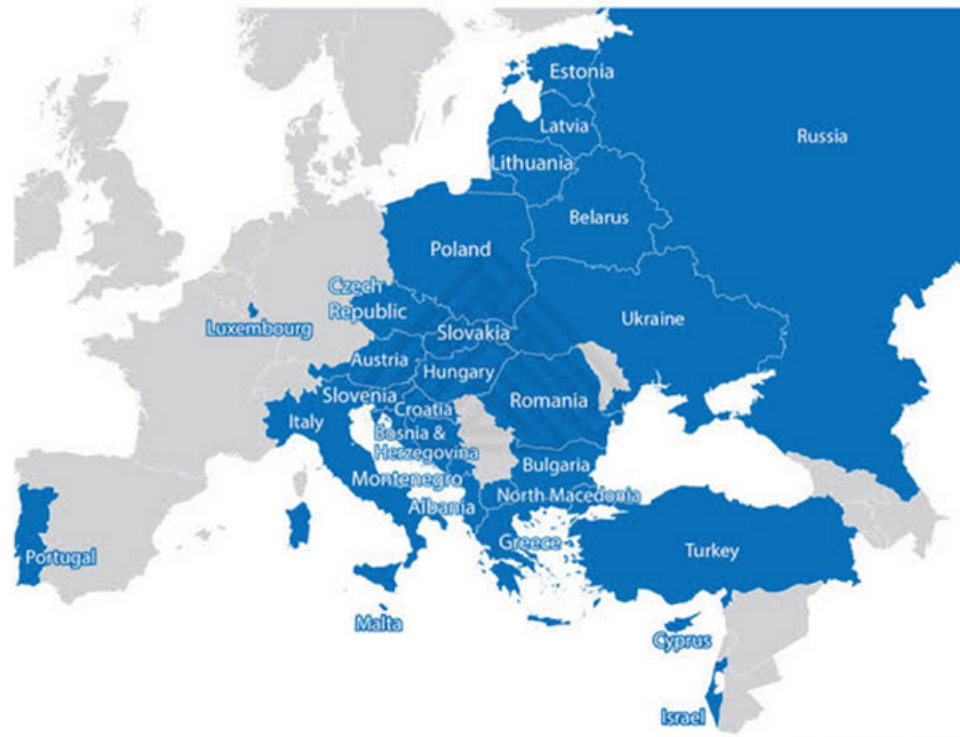 Estonia
Latvia
Russia
Lithuania
Belarus
Poland
Czech
Republic
Luxembourg
Ukraine
Slovakia
Austria
Hungary
Slovenia
Romania
Croatia
Italy
Bosnia &
Herzegovina
Bulgaria
Montenegro
North Macedonia
Albania
Greece
Turkey
Portugal
Malta
Cyprus
Israel